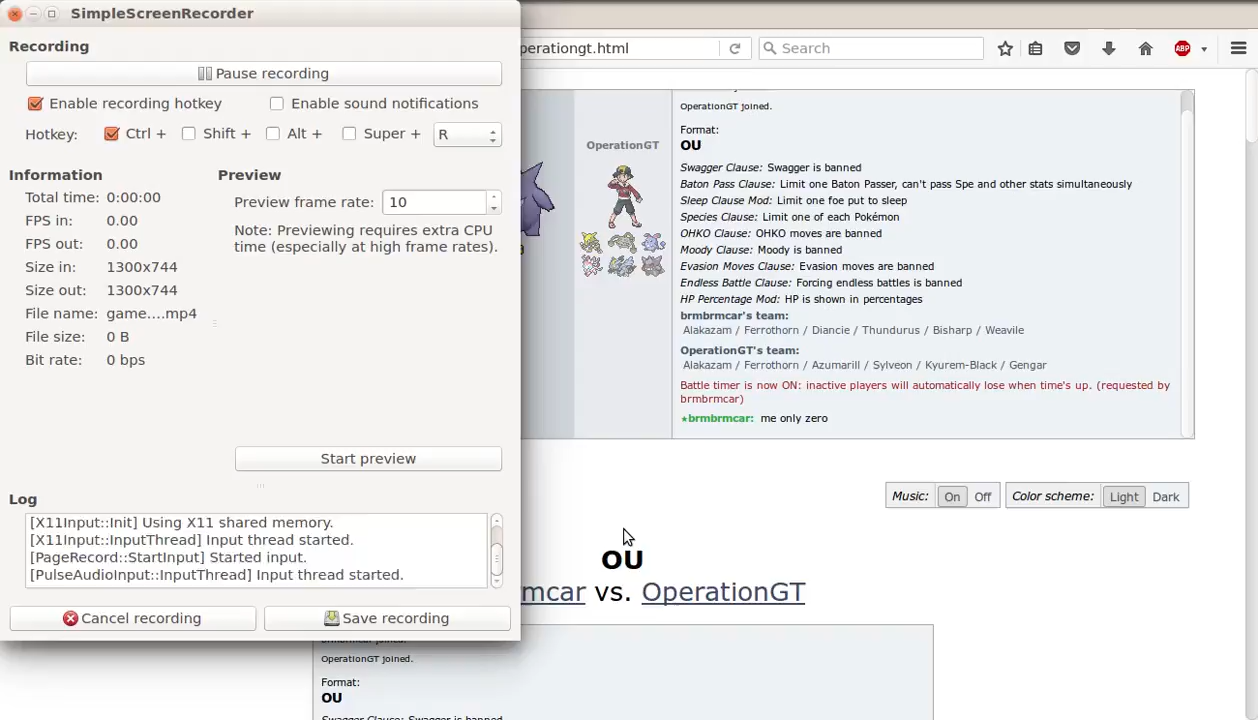 SimpleScreenRecorder
Recording
Pause recording
Enable recording hotkey
Enable sound notifications
Hotkey: Ctrl + Shift + Alt + Super + R
Information
Total time: 0:00:00
FPS in: 0.00
FPS out: 0.00
Size in: 1300x744
Size out: 1300x744
File name: game....mp4
File size: 0 B
Bit rate: 0 bps
Preview
Preview frame rate: 10
Note: Previewing requires extra CPU
time (especially at high frame rates).
Start preview
Log
[X11Input::Init] Using X11 shared memory.
[X11Input::InputThread] Input thread started.
[PageRecord::StartInput] Started input.
[PulseAudioInput::InputThread] Input thread started.
Cancel recording
Save recording
perationgt.html
Search
ABP
OperationGT
OperationGT joined.
Format:
OU
Swagger Clause: Swagger is banned
Baton Pass Clause: Limit one Baton Passer, can't pass Spe and other stats simultaneously
Sleep Clause Mod: Limit one foe put to sleep
Species Clause: Limit one of each Pokémon
OHKO Clause: OHKO moves are banned
Moody Clause: Moody is banned
Evasion Moves Clause: Evasion moves are banned
Endless Battle Clause: Forcing endless battles is banned
HP Percentage Mod: HP is shown in percentages
brmbrmcar's team:
Alakazam / Ferrothorn / Diancie / Thundurus / Bisharp / Weavile
OperationGT's team:
Alakazam / Ferrothorn / Azumarill / Sylveon / Kyurem-Black / Gengar
Battle timer is now ON: inactive players will automatically lose when time's up. (requested by
brmbrmcar)
★brmbrmcar: me only zero
Music: On Off
Color scheme: Light Dark
OU
mcar vs. OperationGT
brmbrmcar joined.
OperationGT joined.
Format:
OU
Swagger Clause: Swagger is banned